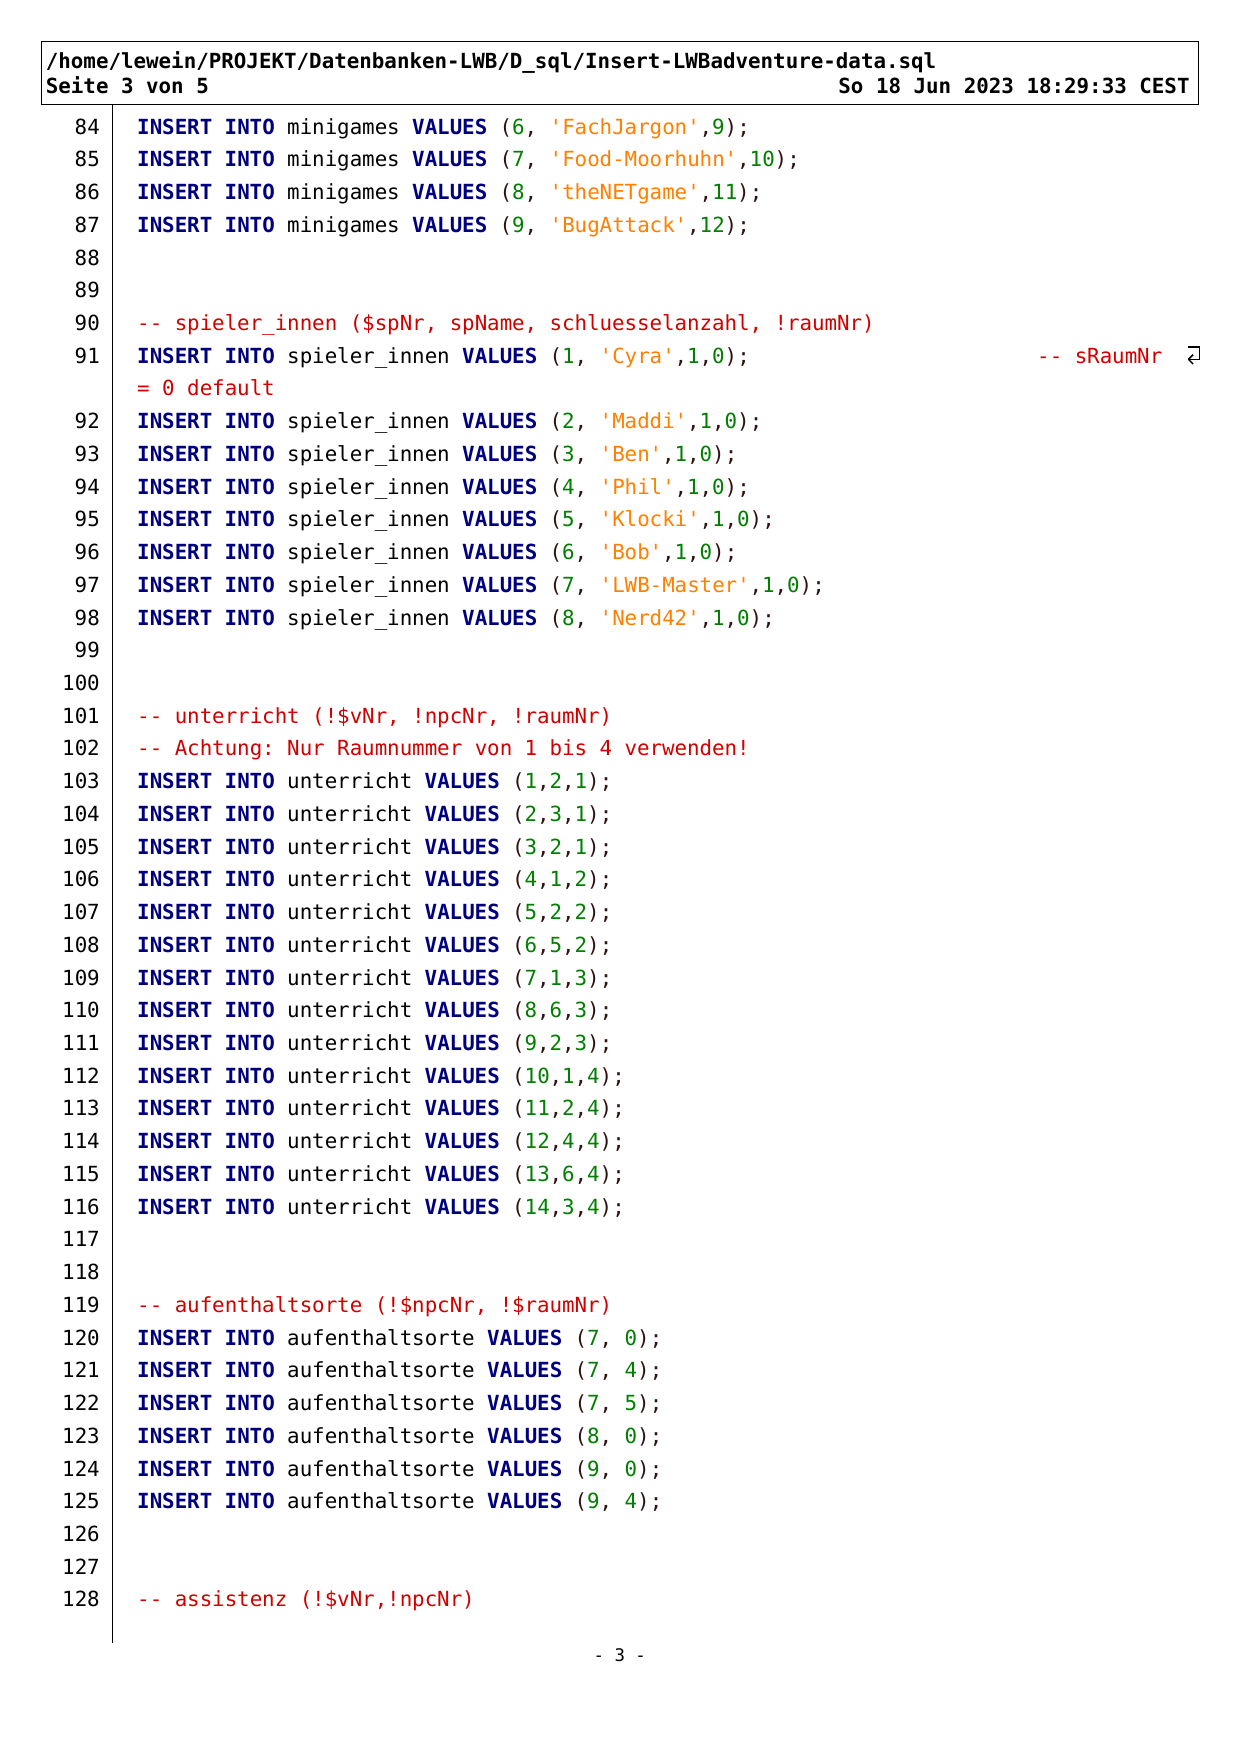 /home/lewein/PROJEKT/Datenbanken-LWB/D_sql/Insert-LWBadventure-data.sql
Seite 3 von 5 So 18 Jun 2023 18:29:33 CEST
84 INSERT INTO minigames VALUES (6, 'FachJargon',9);
85 INSERT INTO minigames VALUES (7, 'Food-Moorhuhn',10);
86 INSERT INTO minigames VALUES (8, 'theNETgame',11);
87 INSERT INTO minigames VALUES (9, 'BugAttack',12);
88
89
90 -- spieler_innen ($spNr, spName, schluesselanzahl, !raumNr)
91 INSERT INTO spieler_innen VALUES (1, 'Cyra',1,0); -- sRaumNr
= 0 default
92 INSERT INTO spieler_innen VALUES (2, 'Maddi',1,0);
93 INSERT INTO spieler_innen VALUES (3, 'Ben',1,0);
94 INSERT INTO spieler_innen VALUES (4, 'Phil',1,0);
95 INSERT INTO spieler_innen VALUES (5, 'Klocki',1,0);
96 INSERT INTO spieler_innen VALUES (6, 'Bob',1,0);
97 INSERT INTO spieler_innen VALUES (7, 'LWB-Master',1,0);
98 INSERT INTO spieler_innen VALUES (8, 'Nerd42',1,0);
99
100
101 -- unterricht (!$vNr, !npcNr, !raumNr)
102 -- Achtung: Nur Raumnummer von 1 bis 4 verwenden!
103 INSERT INTO unterricht VALUES (1,2,1);
104 INSERT INTO unterricht VALUES (2,3,1);
105 INSERT INTO unterricht VALUES (3,2,1);
106 INSERT INTO unterricht VALUES (4,1,2);
107 INSERT INTO unterricht VALUES (5,2,2);
108 INSERT INTO unterricht VALUES (6,5,2);
109 INSERT INTO unterricht VALUES (7,1,3);
110 INSERT INTO unterricht VALUES (8,6,3);
111 INSERT INTO unterricht VALUES (9,2,3);
112 INSERT INTO unterricht VALUES (10,1,4);
113 INSERT INTO unterricht VALUES (11,2,4);
114 INSERT INTO unterricht VALUES (12,4,4);
115 INSERT INTO unterricht VALUES (13,6,4);
116 INSERT INTO unterricht VALUES (14,3,4);
117
118
119 -- aufenthaltsorte (!$npcNr, !$raumNr)
120 INSERT INTO aufenthaltsorte VALUES (7, 0);
121 INSERT INTO aufenthaltsorte VALUES (7, 4);
122 INSERT INTO aufenthaltsorte VALUES (7, 5);
123 INSERT INTO aufenthaltsorte VALUES (8, 0);
124 INSERT INTO aufenthaltsorte VALUES (9, 0);
125 INSERT INTO aufenthaltsorte VALUES (9, 4);
126
127
128 -- assistenz (!$vNr,!npcNr)
- 3 -